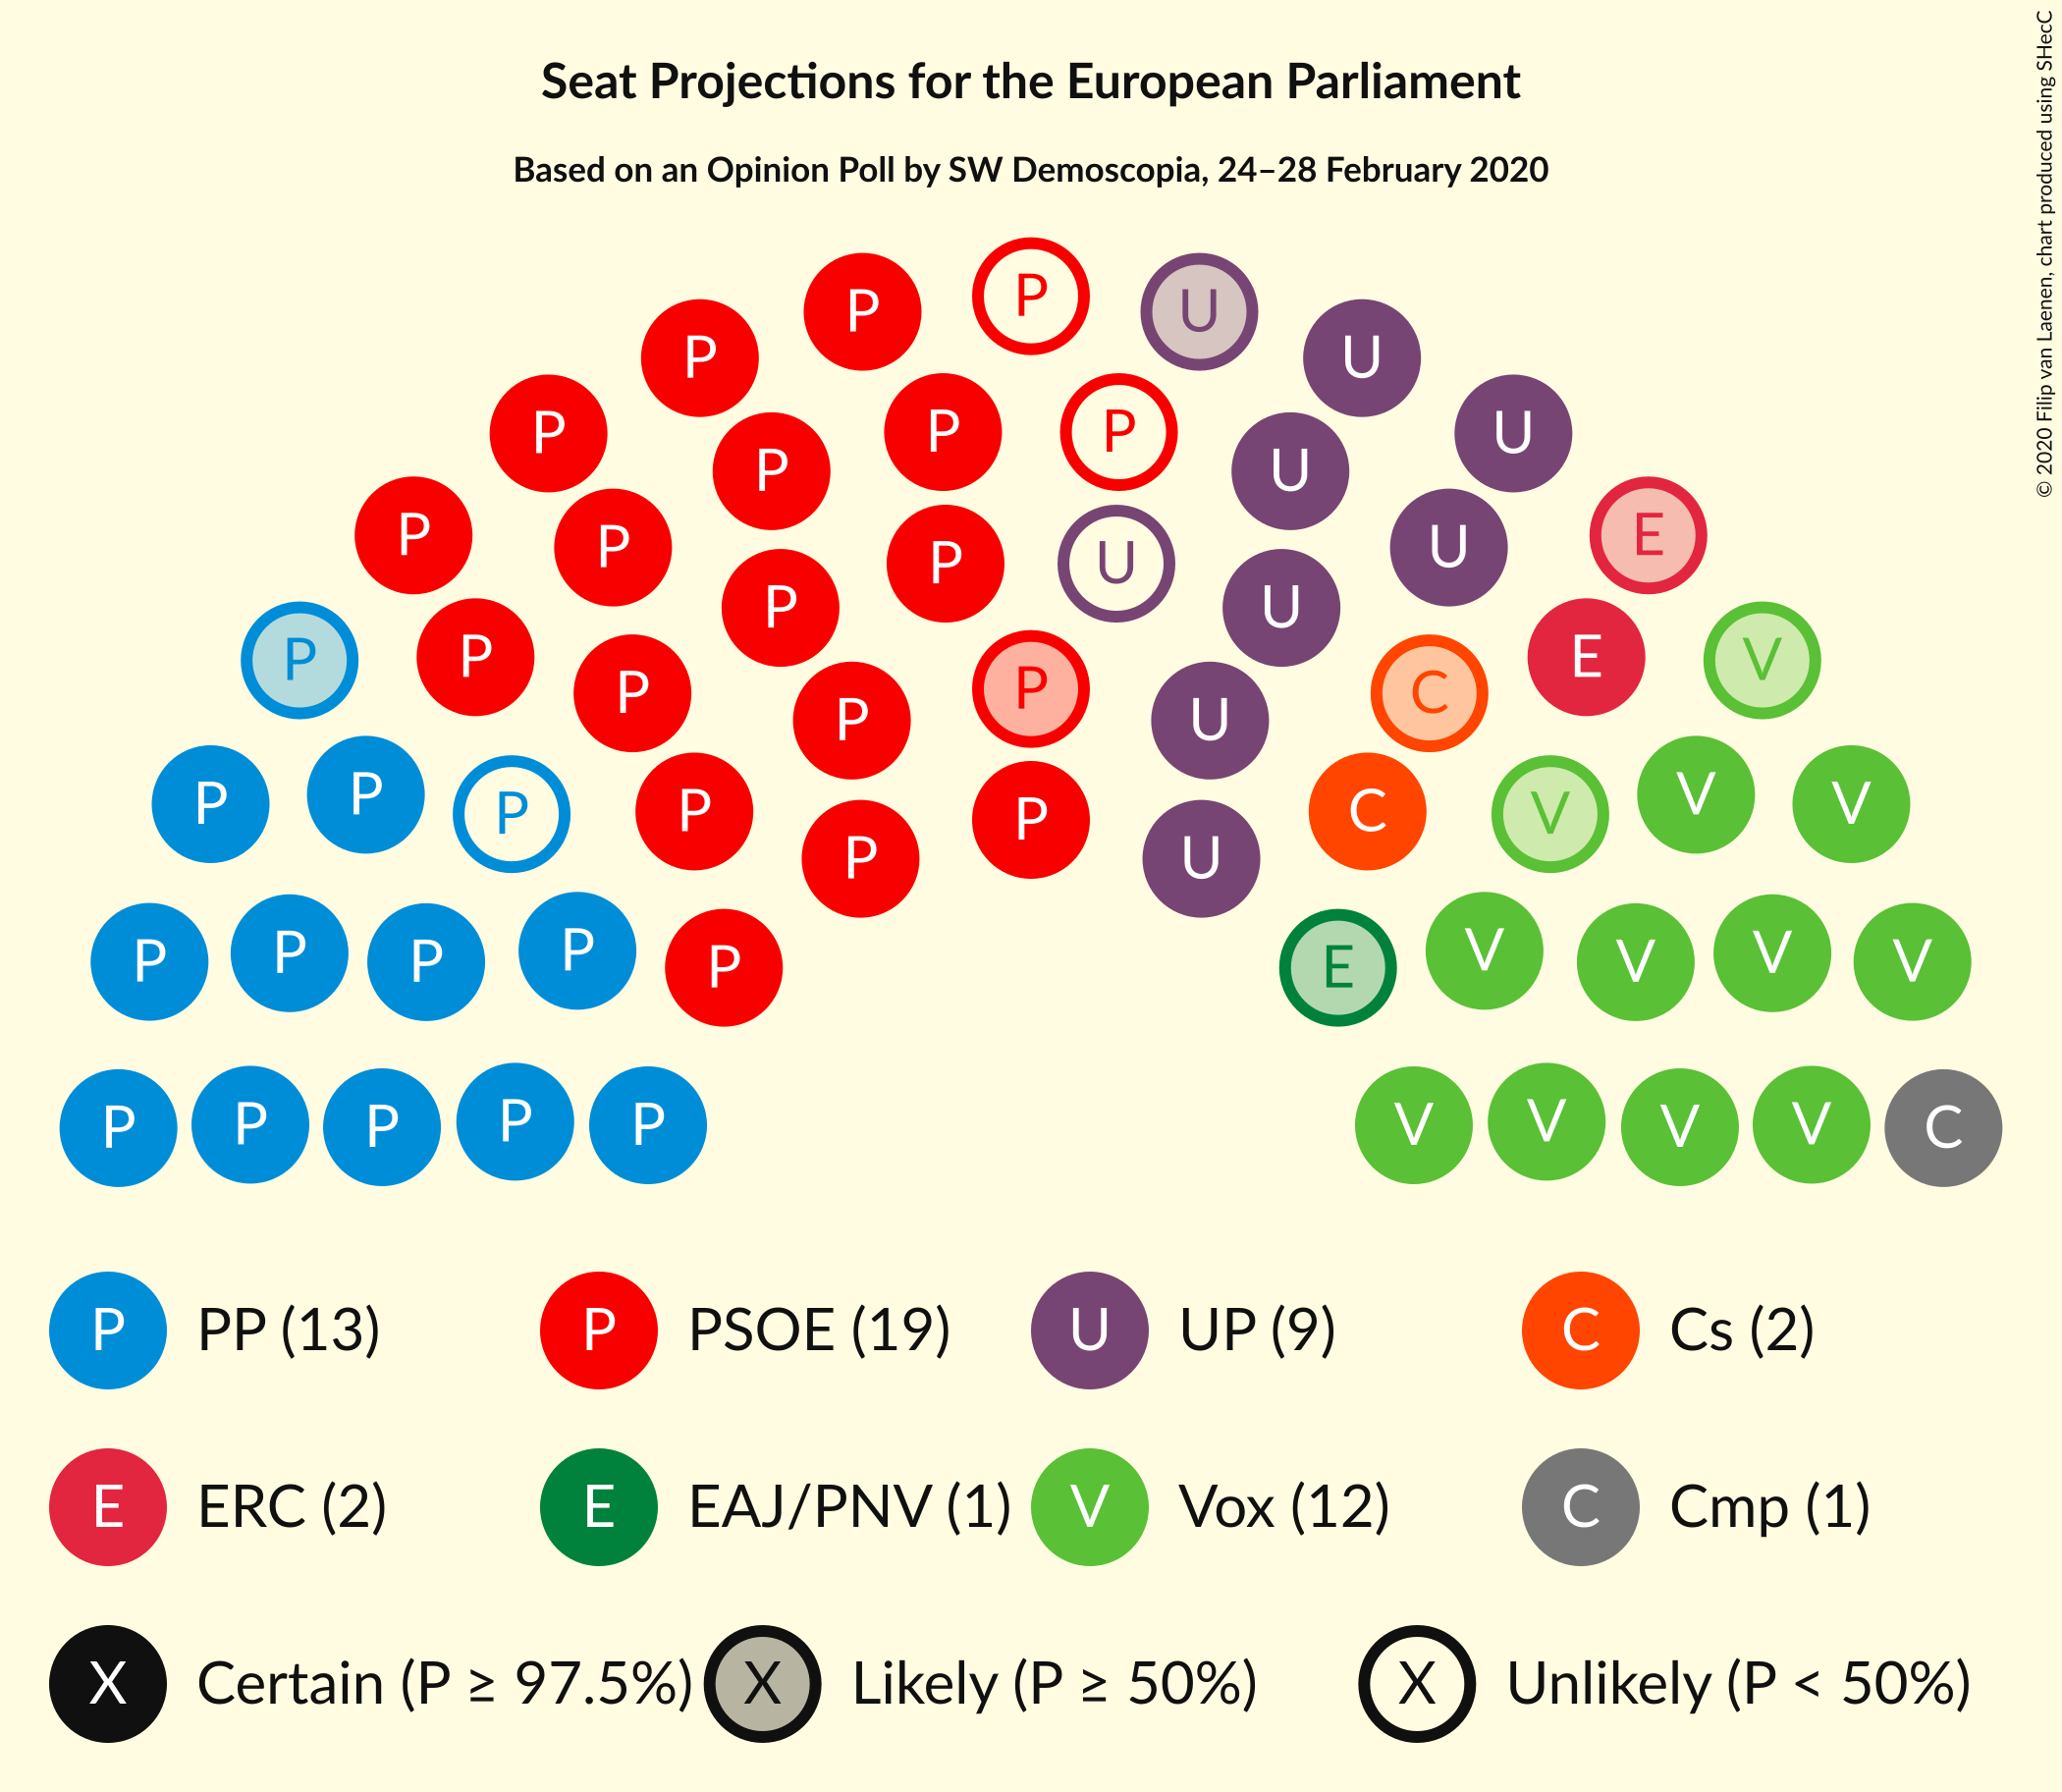 Seat Projections for the European Parliament
Based on an Opinion Poll by SW Demoscopia, 24–28 February 2020
© 2020 Filip van Laenen, chart produced using SHecC
P U
P U
P P U
P P U
P U
P P U E
P U
P U
P P E V
P P C
P U
P P V V
P P C V
P U
P P P P V V V V
P E
P P P P P V V V V C
P PP (13) P PSOE (19) U UP (9) C Cs (2)
E ERC (2) E EAJ/PNV (1) V Vox (12) C Cmp (1)
X Certain (P ≥ 97.5%) X Likely (P ≥ 50%) X Unlikely (P < 50%)